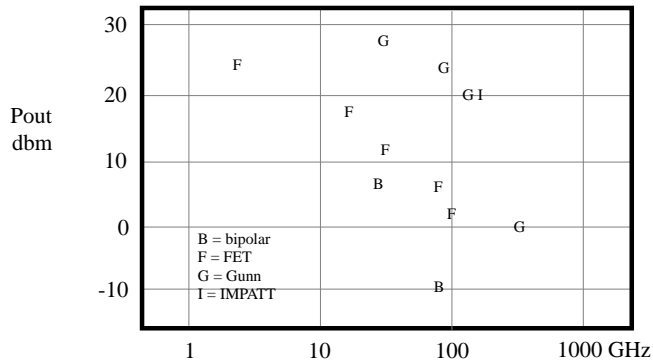 30
G
F
G
20
G I
Pout
dbm
F
10
F
B
F
F
0
G
B = bipolar
F = FET
G = Gunn
I = IMPATT
-10
B
1
10
100
1000 GHz